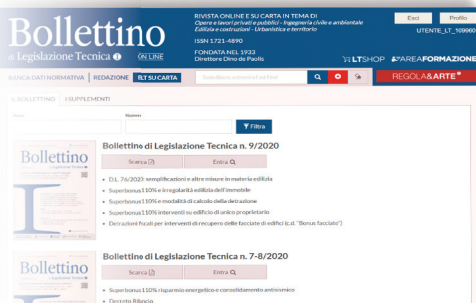 Bollettino
di Legislazione Tecnica ON LINE
RIVISTA ONLINE E SU CARTA IN TEMA DI
Opere e lavori privati e pubblici - Ingegneria civile e ambientale
Edilizia e costruzioni - Urbanistica e territorio
ISSN 1721-4890
FONDATA NEL 1933
Direttore Dino de Paolis
Esci
Profilo
UTENTE_LT_109960
LTSHOP
AREAFORMAZIONE
BANCA DATI NORMATIVA
REDAZIONE
LT SU CARTA
REGOLA&ARTE
BOLLETTINO
SUPPLEMENTI
Numero
Filtra
Bollettino
Bollettino di Legislazione Tecnica n. 9/2020
Scarica
Entra
D.L. 76/2020: semplificazioni e altre misure in materia edilizia
Superbonus 110% e irregolarità edilizia dell'immobile
Superbonus 110% e modalità di calcolo della detrazione
Superbonus 110% interventi su edificio di unico proprietario
Detrazioni fiscali per interventi di recupero delle facciate di edifici (c.d. "Bonus facciate")
Bollettino
Bollettino di Legislazione Tecnica n. 7-8/2020
Scarica
Entra
Superbonus 110% risparmio energetico e consolidamento antisismico
Decreto Rilancio